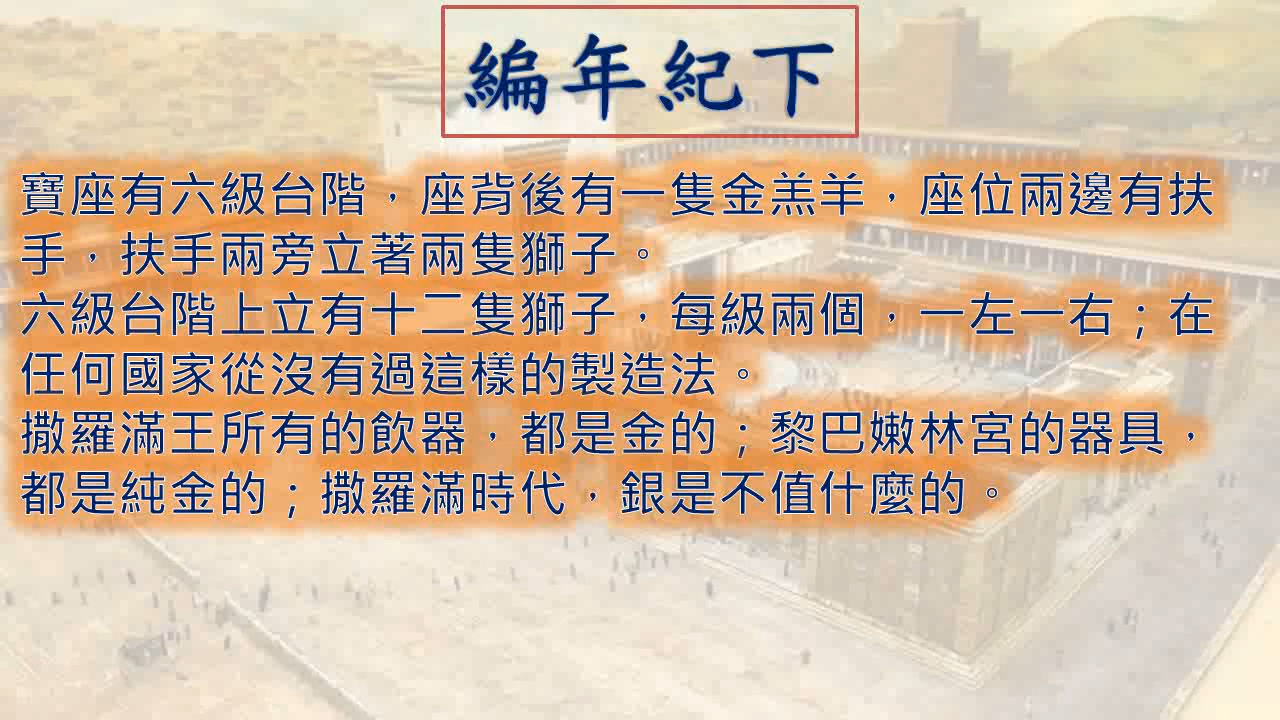 編年紀下
寶座有六級台階，座背後有一隻金羔羊，座位兩邊有扶
手，扶手兩旁立著兩隻獅子。
六級台階上立有十二隻獅子，每級兩個，一左一右；在
任何國家從沒有過這樣的製造法。
撒羅滿王所有的飲器，都是金的；黎巴嫩林宮的器具，
都是純金的；撒羅滿時代，銀是不值什麼的。